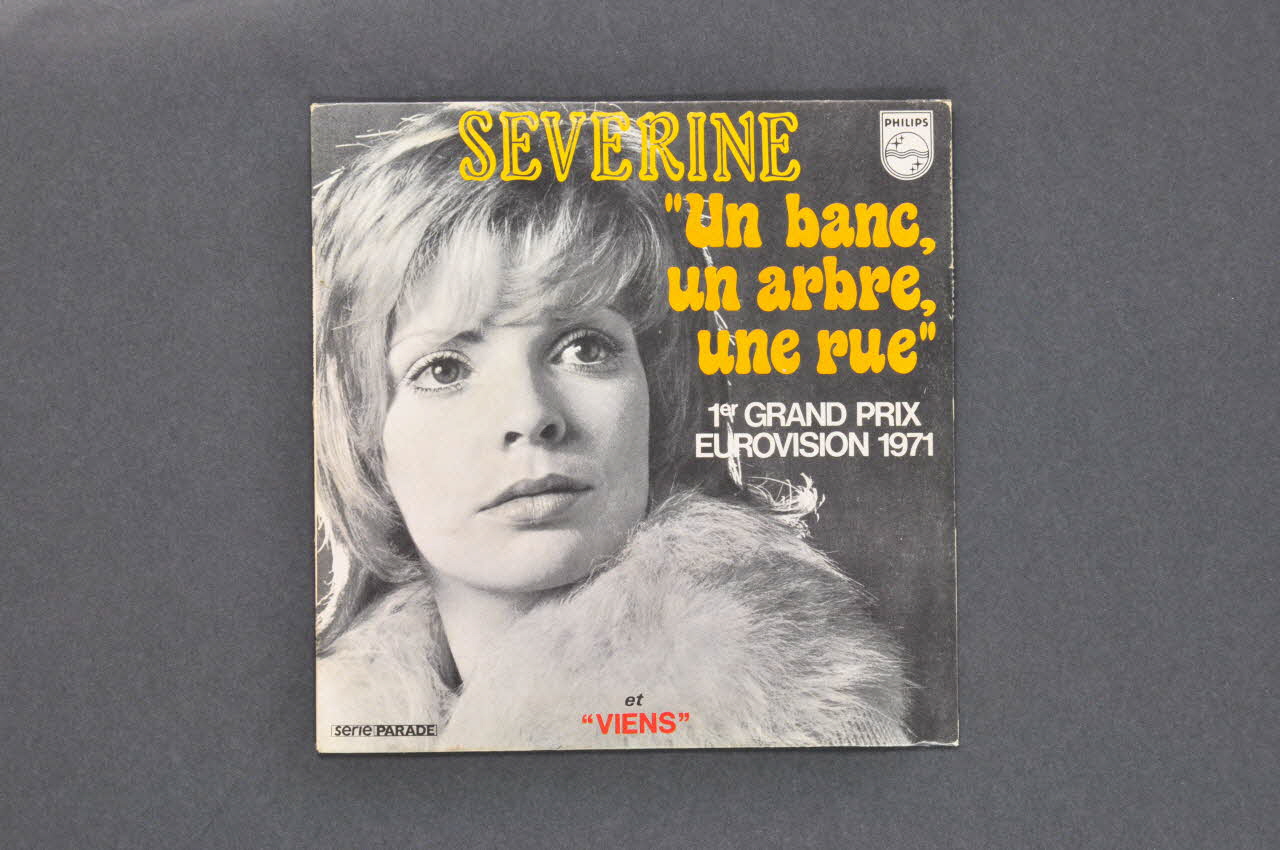 SEVERINE
PHILIPS
"Un banc,
un arbre,
une rue"
1er GRAND PRIX
EUROVISION 1971
et
“VIENS”
serie PARADE